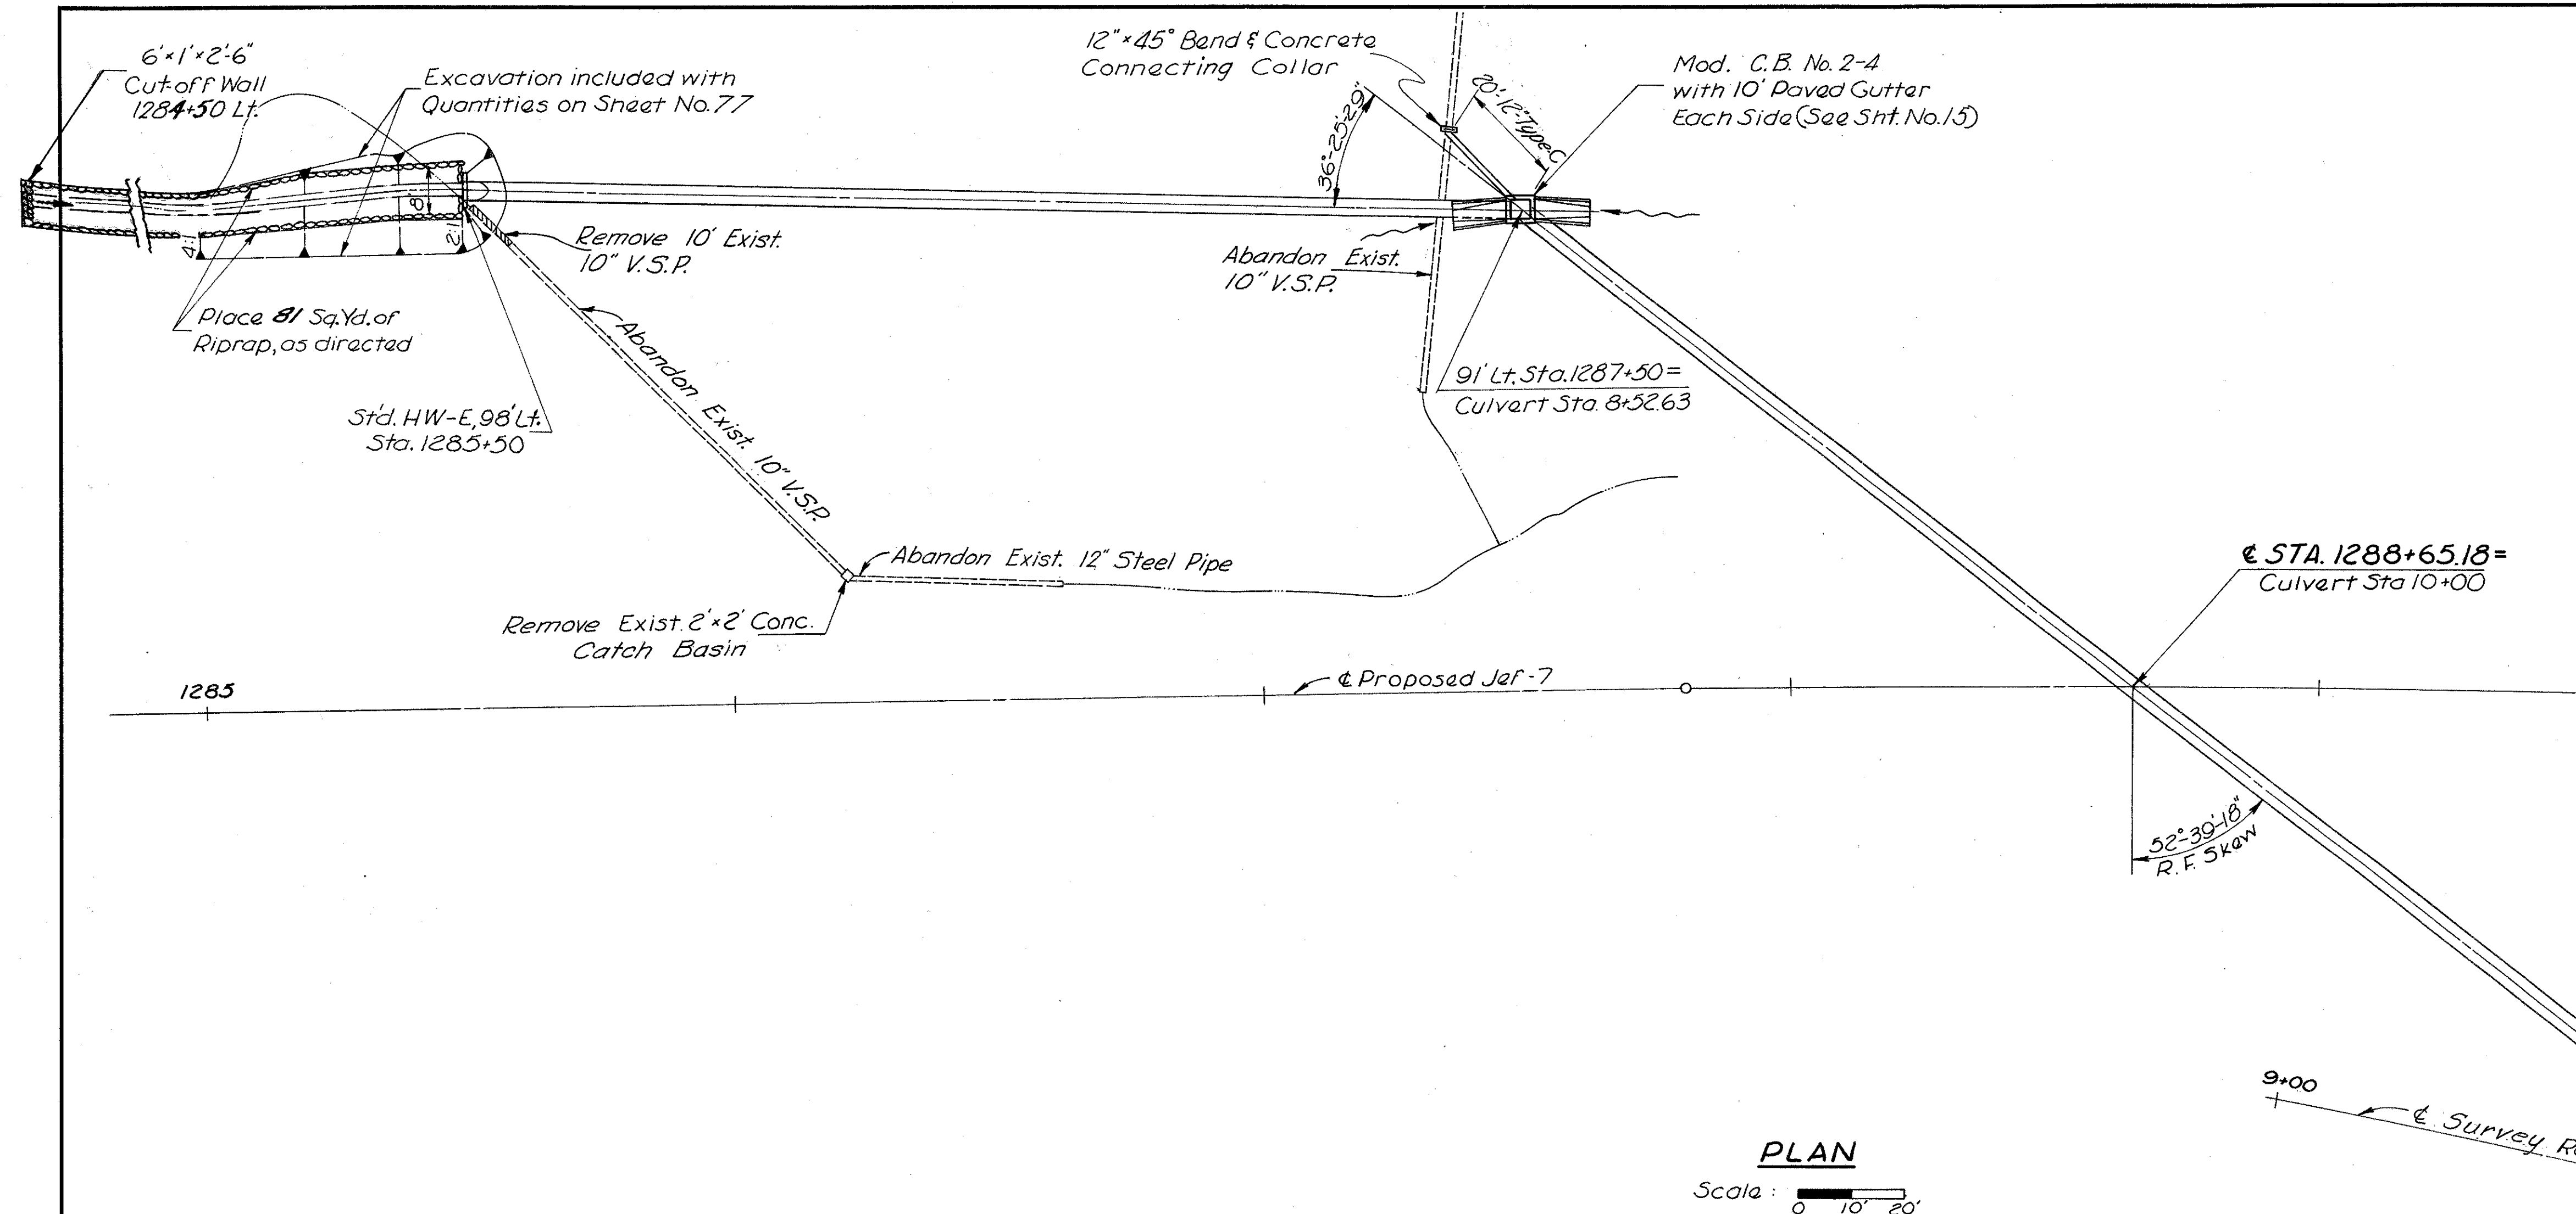 6'×1'×2'-6"
Cut-off Wall
1284+50 Lt.
Excavation included with
Quantities on Sheet No. 77
12"×45° Bend & Concrete
Connecting Collar
20'-12"-Type-C
36°-25'-29"
Mod. C.B. No. 2-4
with 10' Paved Gutter
Each Side (See Sht. No. 15)
8'
4:1
2:1
Remove 10' Exist.
10" V.S.P.
Abandon Exist.
10" V.S.P.
Place 81 Sq. Yd. of
Riprap, as directed
Abandon Exist. 10" V.S.P.
Std. HW-E, 98' Lt.
Sta. 1285+50
91' Lt. Sta. 1287+50=
Culvert Sta. 8+52.63
Abandon Exist. 12" Steel Pipe
℄ STA. 1288+65.18=
Culvert Sta 10+00
Remove Exist. 2'×2' Conc.
Catch Basin
1285
℄ Proposed Jef-7
52°-39'-18"
R.F. Skew
9+00
℄ Survey
PLAN
Scale :
0 10' 20'